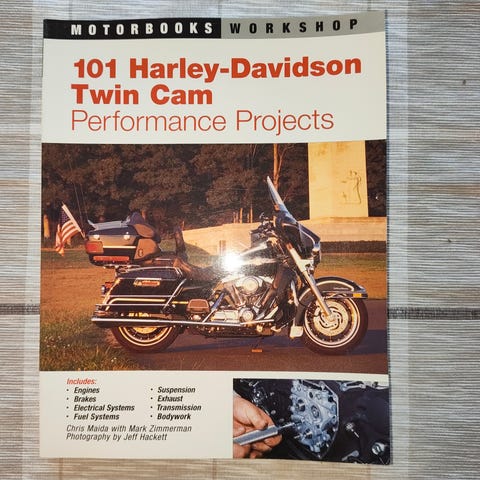 MOTORBOOKS WORKSHOP
101 Harley-Davidson
Twin Cam
Performance Projects
Includes:
• Engines
• Brakes
• Electrical Systems
• Fuel Systems
• Suspension
• Exhaust
• Transmission
• Bodywork
Chris Maida with Mark Zimmerman
Photography by Jeff Hackett